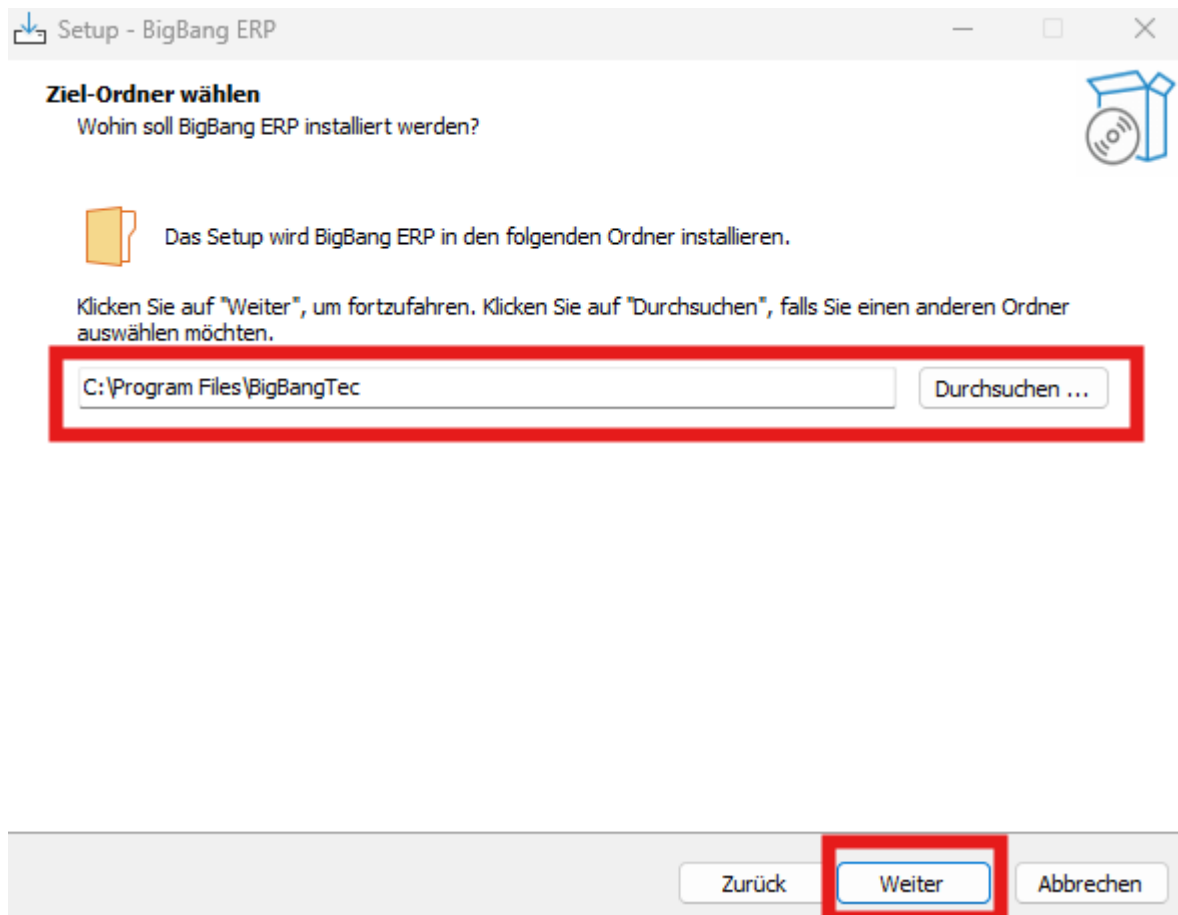 Setup - BigBang ERP
Ziel-Ordner wählen
Wohin soll BigBang ERP installiert werden?
Das Setup wird BigBang ERP in den folgenden Ordner installieren.
Klicken Sie auf "Weiter", um fortzufahren. Klicken Sie auf "Durchsuchen", falls Sie einen anderen Ordner
auswählen möchten.
C:\Program Files\BigBangTec Durchsuchen ...
Zurück Weiter Abbrechen